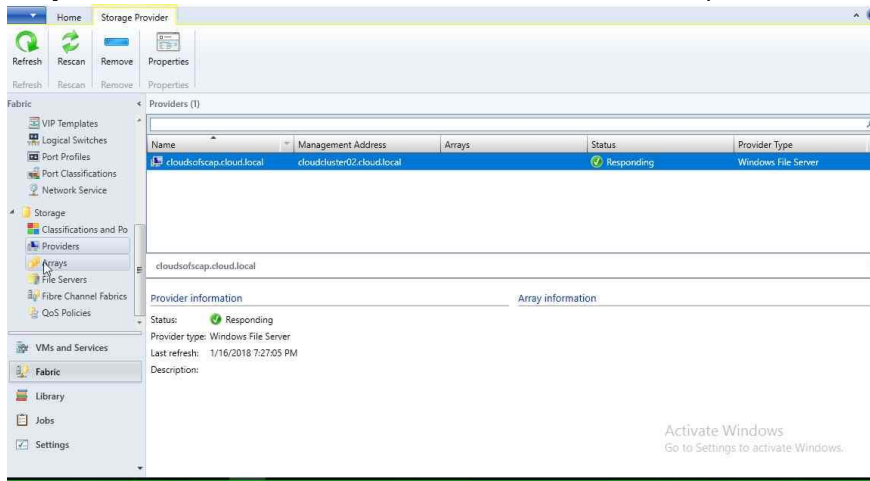 Home Storage Provider
Refresh Rescan Remove Properties
Refresh Rescan Remove Properties
Fabric
Providers (1)
VIP Templates
Logical Switches
Port Profiles
Port Classifications
Network Service
Storage
Classifications and Po
Providers
Arrays
File Servers
Fibre Channel Fabrics
QoS Policies
VMs and Services
Fabric
Library
Jobs
Settings
Name Management Address Arrays Status Provider Type
cloudsofscap.cloud.local cloudcluster02.cloud.local Responding Windows File Server
cloudsofscap.cloud.local
Provider information
Array information
Status: Responding
Provider type: Windows File Server
Last refresh: 1/16/2018 7:27:05 PM
Description:
Activate Windows
Go to Settings to activate Windows.